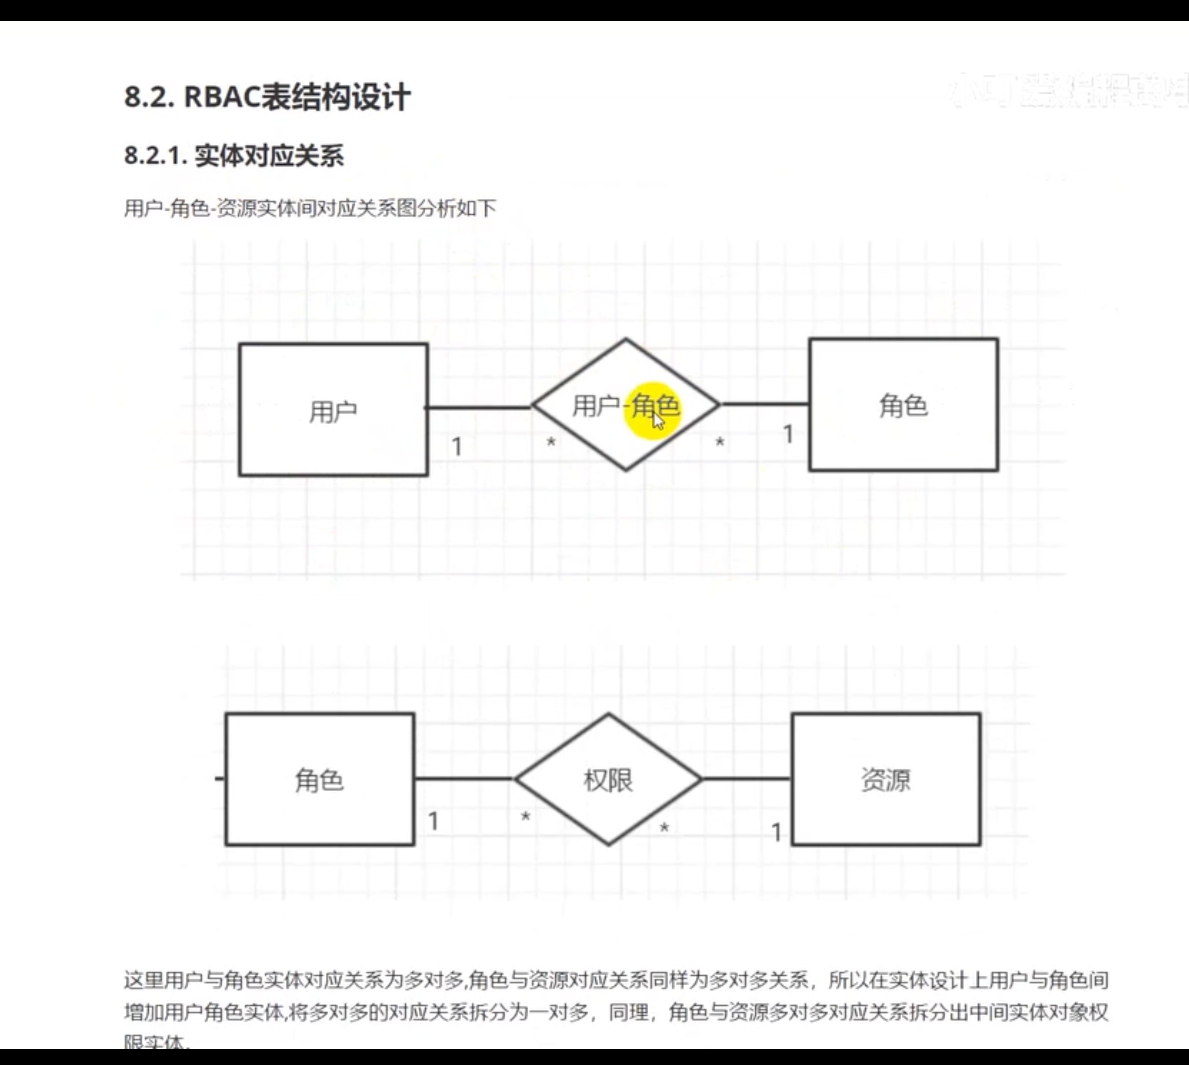 8.2. RBAC表结构设计
8.2.1. 实体对应关系
用户-角色-资源实体间对应关系图分析如下
用户
用户-角色
角色
1
*
*
1
角色
权限
资源
1
*
*
1
这里用户与角色实体对应关系为多对多,角色与资源对应关系同样为多对多关系，所以在实体设计上用户与角色间
增加用户角色实体,将多对多的对应关系拆分为一对多，同理，角色与资源多对多对应关系拆分出中间实体对象权
限实体。